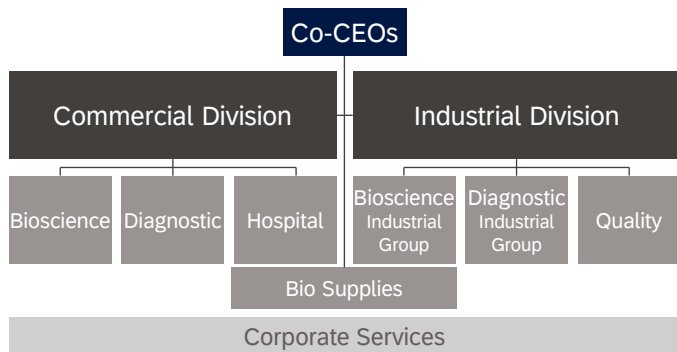 Co-CEOs
Commercial Division
Industrial Division
Bioscience
Diagnostic
Hospital
Bioscience
Industrial
Group
Diagnostic
Industrial
Group
Quality
Bio Supplies
Corporate Services